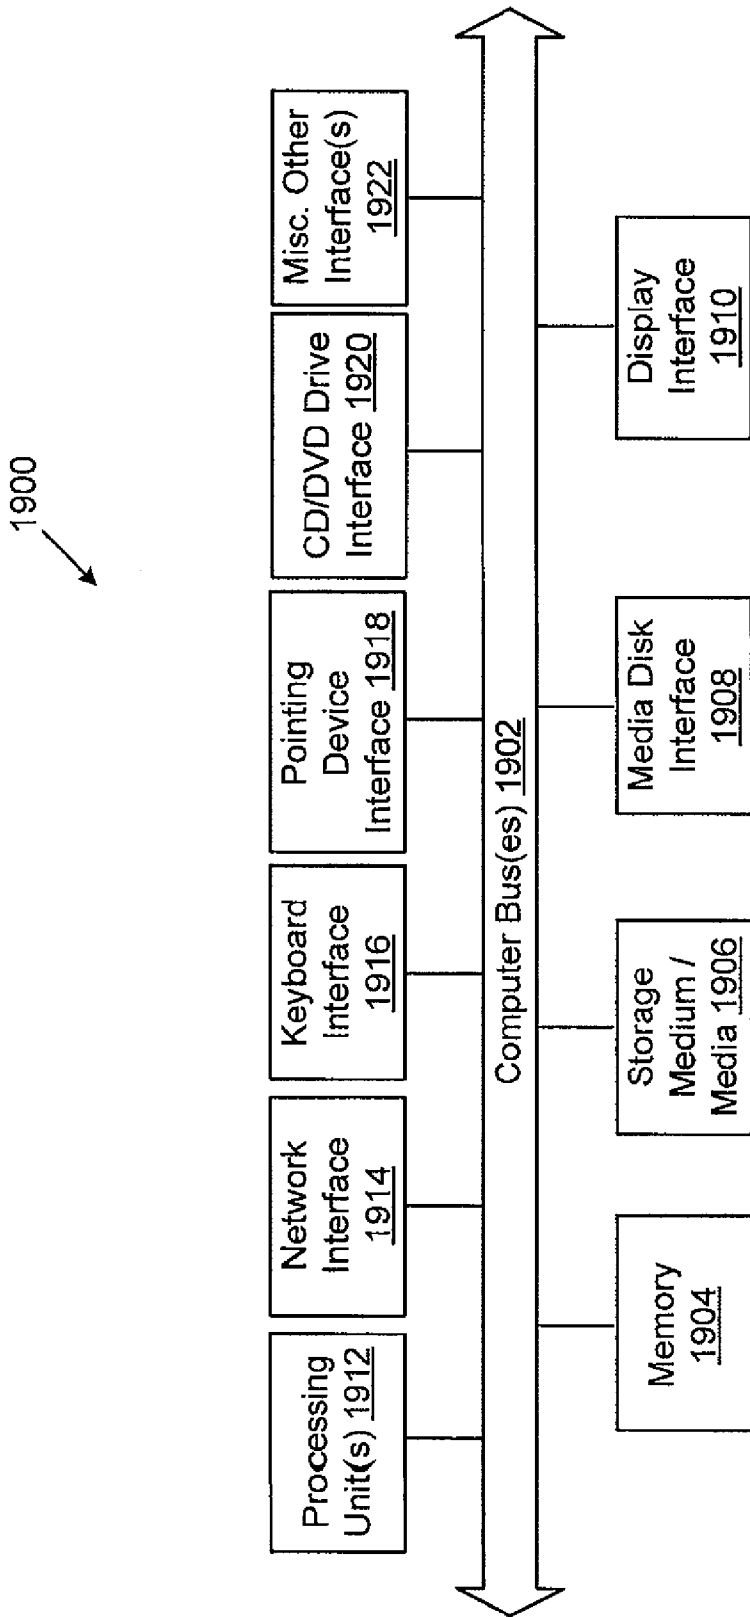 1900
Processing
Unit(s) 1912
Network
Interface
1914
Keyboard
Interface
1916
Pointing
Device
Interface 1918
CD/DVD Drive
Interface 1920
Misc. Other
Interface(s)
1922
Computer Bus(es) 1902
Memory
1904
Storage
Medium /
Media 1906
Media Disk
Interface
1908
Display
Interface
1910